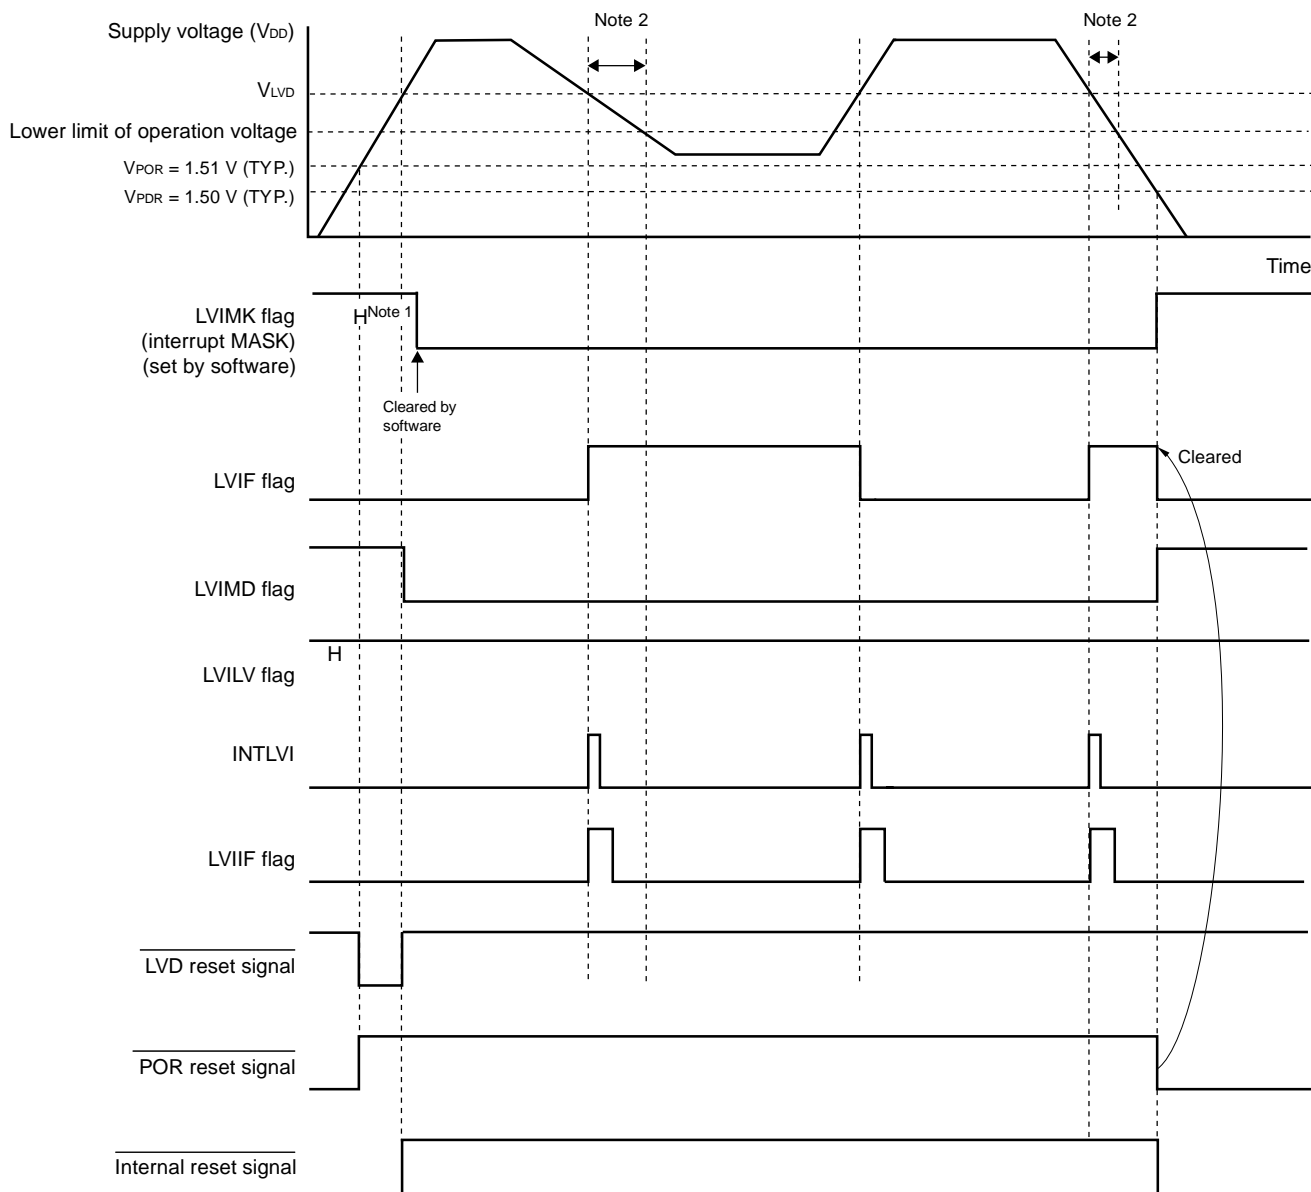 Note 2
Note 2
Supply voltage (VDD)
VLVD
Lower limit of operation voltage
VPOR = 1.51 V (TYP.)
VPDR = 1.50 V (TYP.)
Time
LVIMK flag
(interrupt MASK)
(set by software)
H Note 1
Cleared by
software
LVIF flag
Cleared
LVIMD flag
H
LVILV flag
INTLVI
LVIIF flag
LVD reset signal
POR reset signal
Internal reset signal